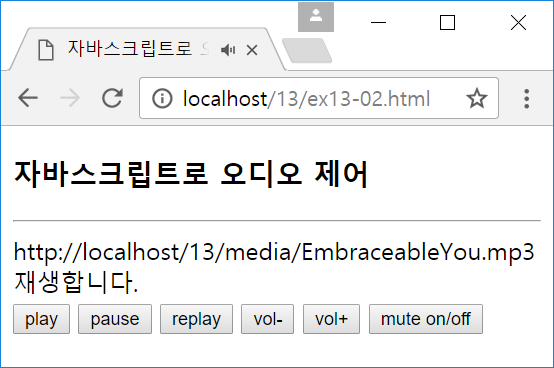 자바스크립트로
localhost/13/ex13-02.html
자바스크립트로 오디오 제어
http://localhost/13/media/EmbraceableYou.mp3
재생합니다.
play pause replay vol- vol+ mute on/off